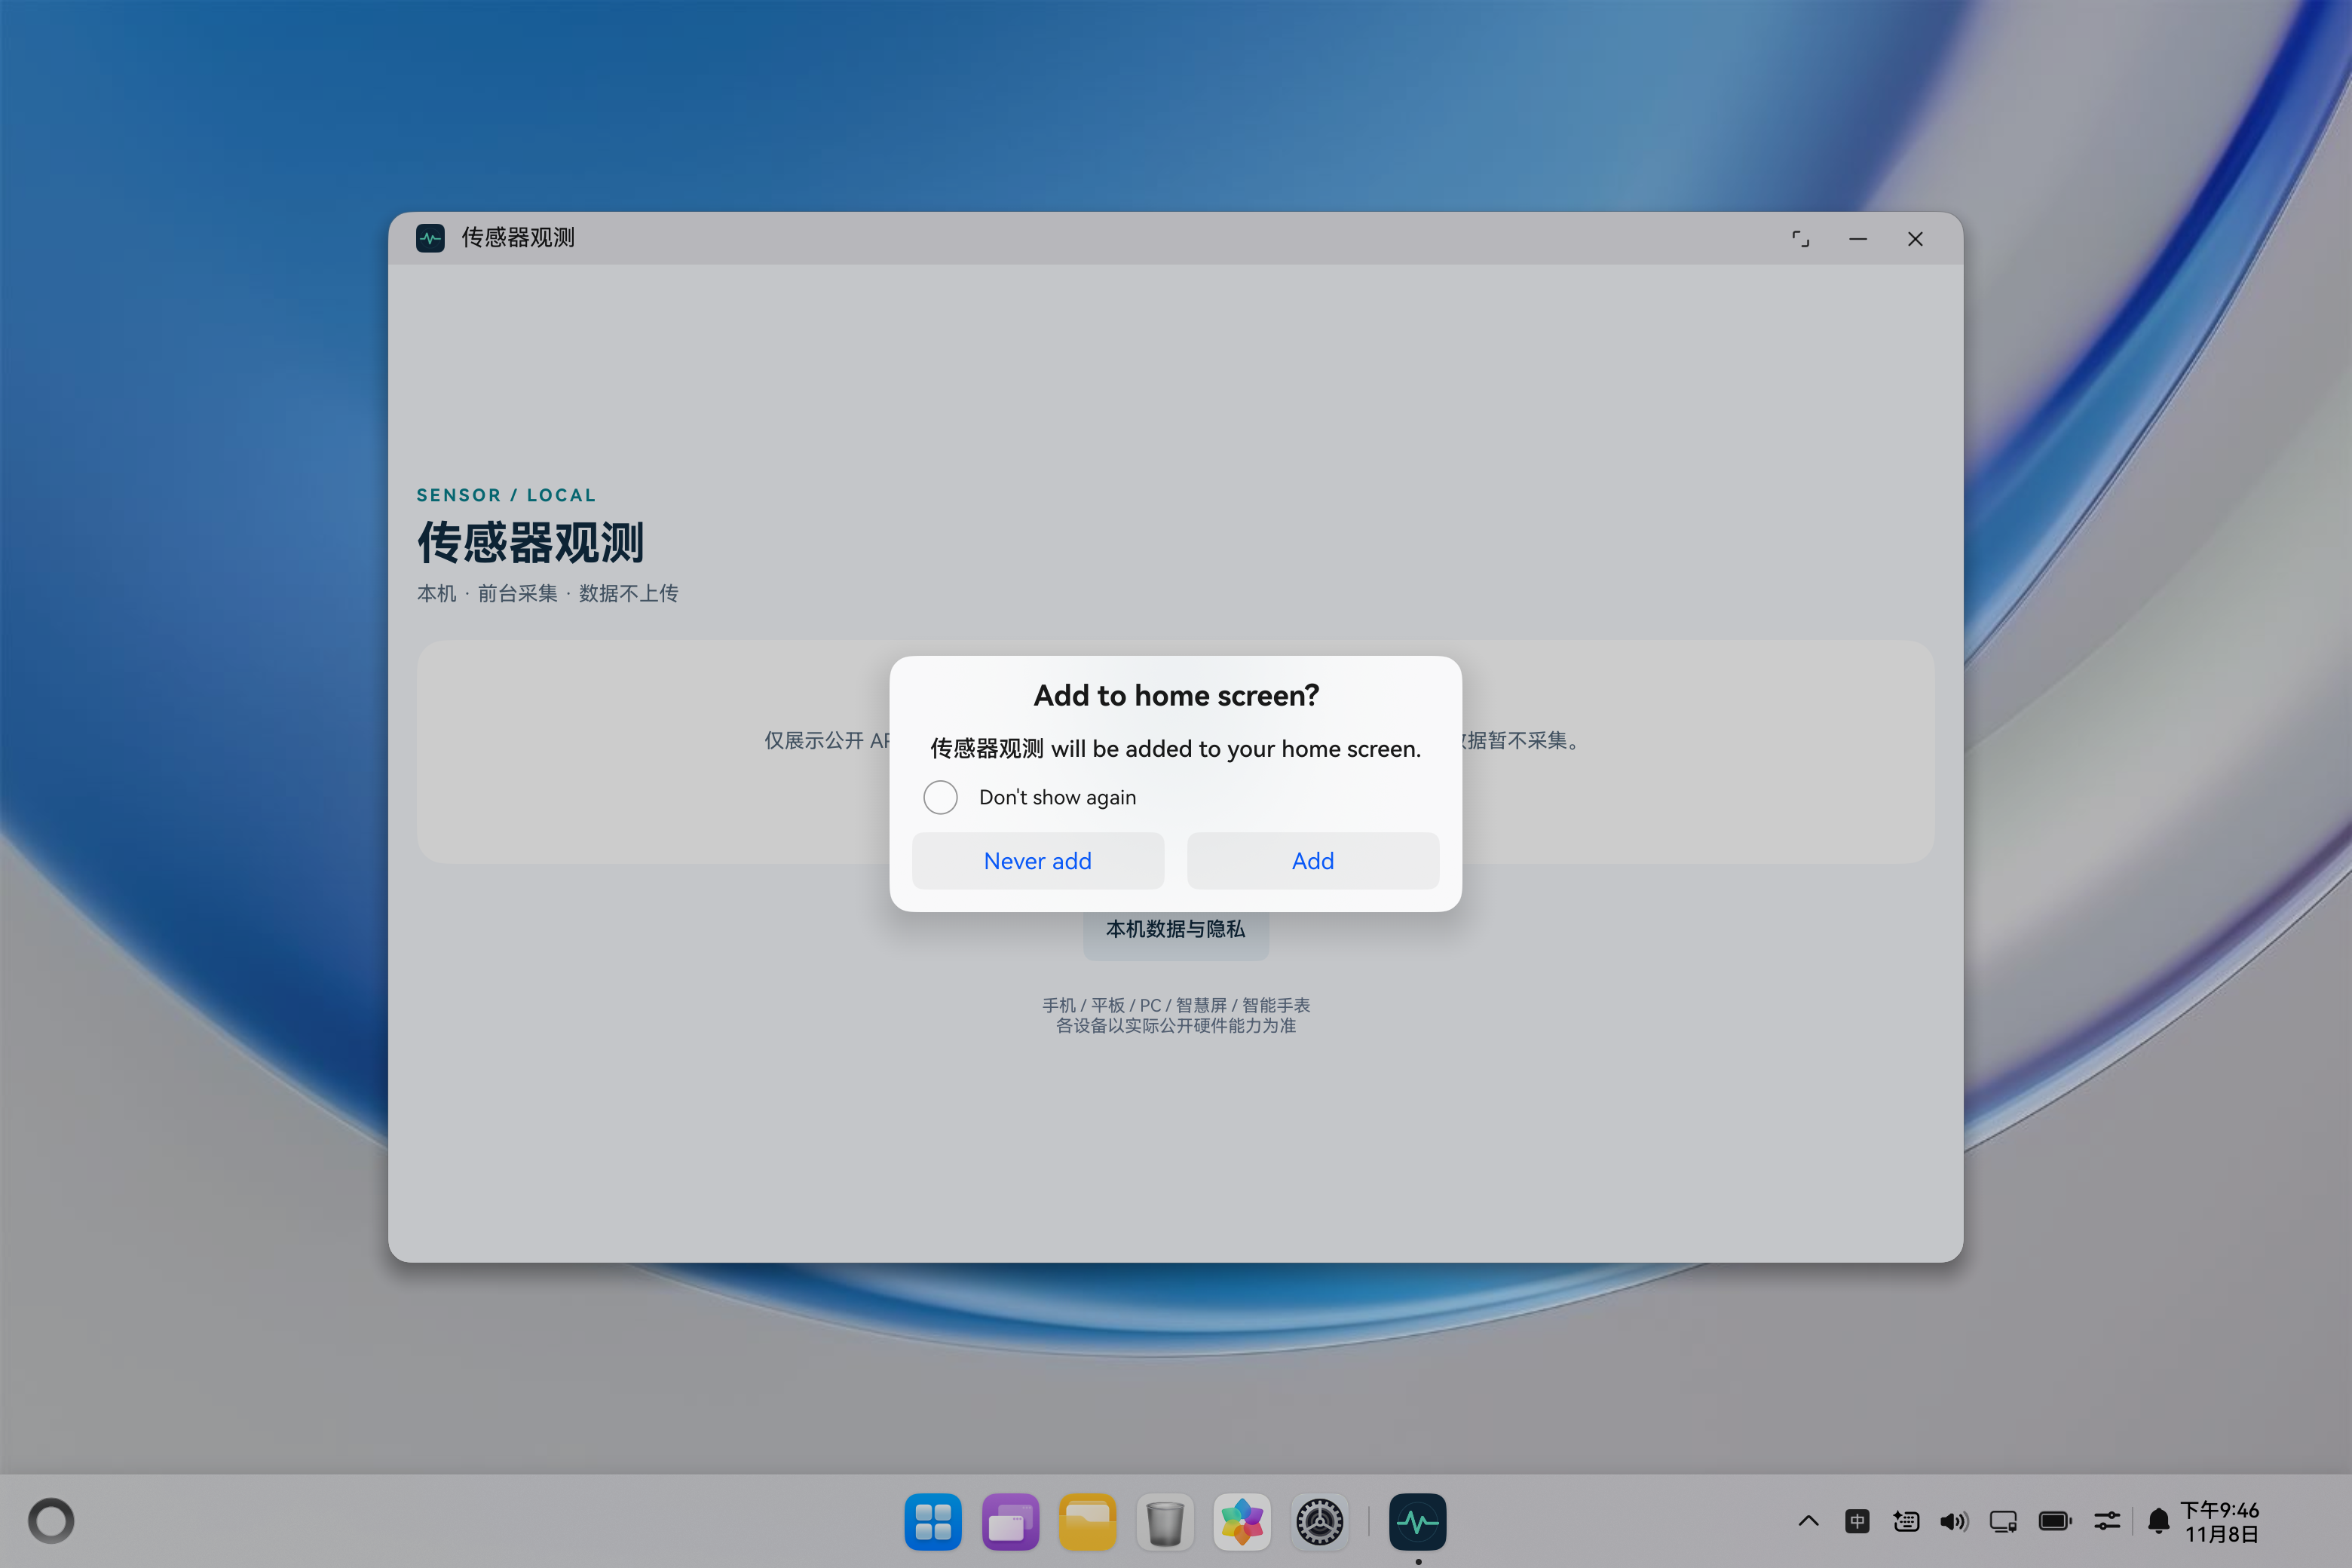 传感器观测
SENSOR / LOCAL
传感器观测
本机 · 前台采集 · 数据不上传
仅展示公开
据暂不采集。
Add to home screen?
传感器观测 will be added to your home screen.
Don't show again
Never add
Add
本机数据与隐私
手机 / 平板 / PC / 智慧屏 / 智能手表
各设备以实际公开硬件能力为准
中
下午9:46
11月8日